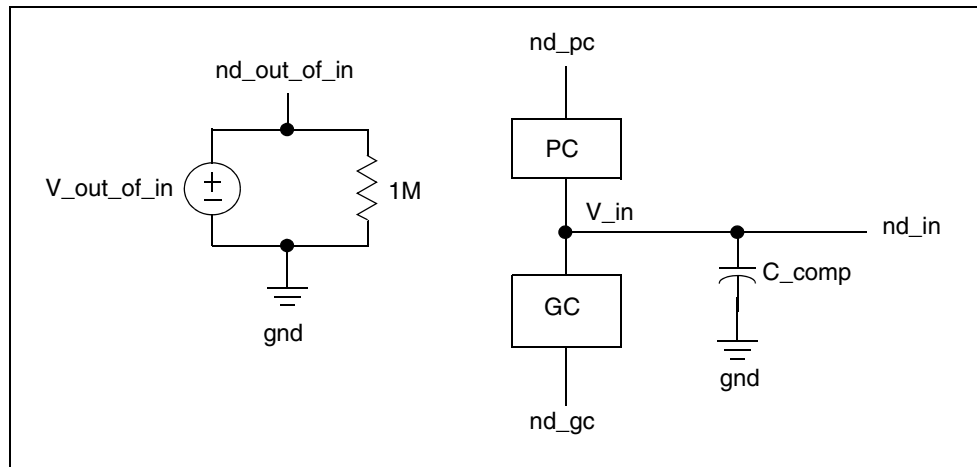 nd_out_of_in
V_out_of_in
+
−
1M
gnd
nd_pc
PC
V_in
nd_in
C_comp
GC
gnd
nd_gc